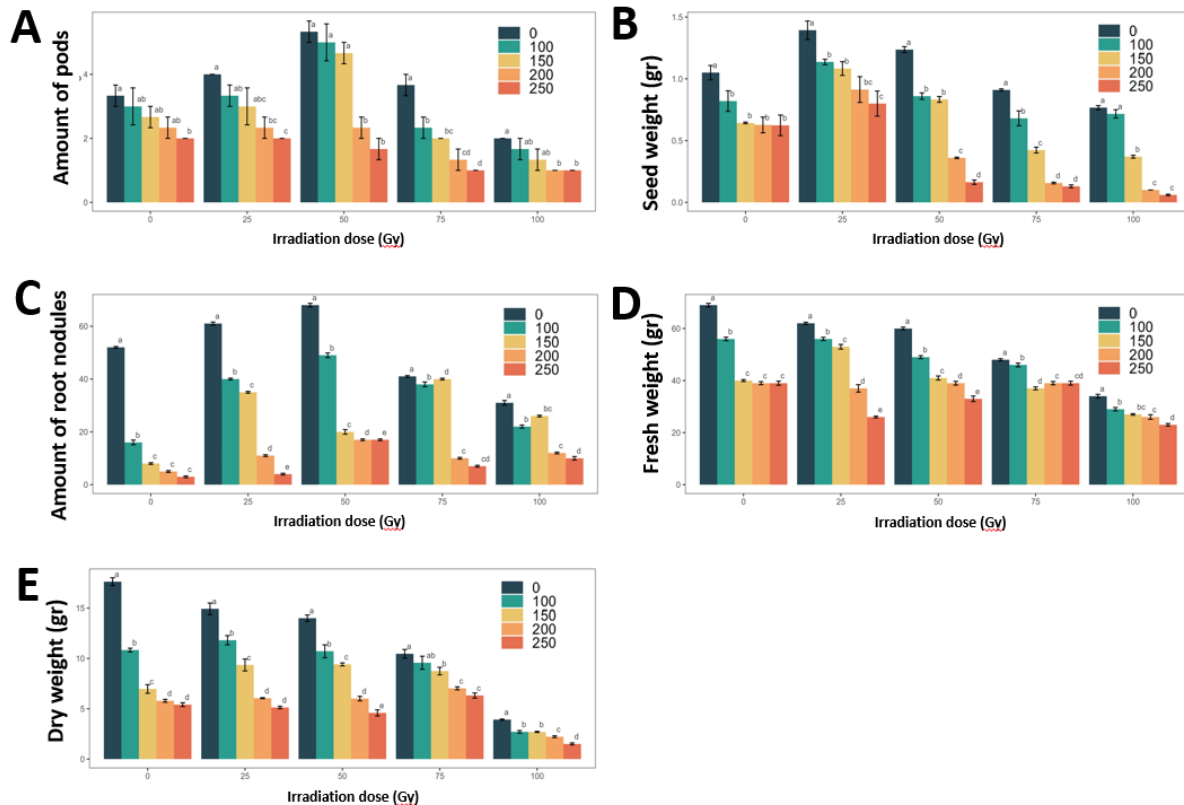 A
Amount of pods
4
2
0
a ab ab ab b
a ab abc bc c
a a a b b
a b bc cd d
a ab ab b b
0
100
150
200
250
0 25 50 75 100
Irradiation dose (Gy)
B
Seed weight (gr)
1.5
1.0
0.5
0.0
a b b b b
a b b bc c
a b b c d
a b c d d
a a b c c
0
100
150
200
250
0 25 50 75 100
Irradiation dose (Gy)
C
Amount of root nodules
60
40
20
0
a b c c c
a b c d e
a b c d e
a b c cd
a b bc d d
0
100
150
200
250
0 25 50 75 100
Irradiation dose (Gy)
D
Fresh weight (gr)
60
40
20
0
a b c c c
a b c d e
a b c d e
a b d c cd
a b bc c d
0
100
150
200
250
0 25 50 75 100
Irradiation dose (Gy)
E
Dry weight (gr)
15
10
5
0
a b c d d
a b c d d
a b c d e
a ab b c c
a b b c d
0
100
150
200
250
0 25 50 75 100
Irradiation dose (Gy)